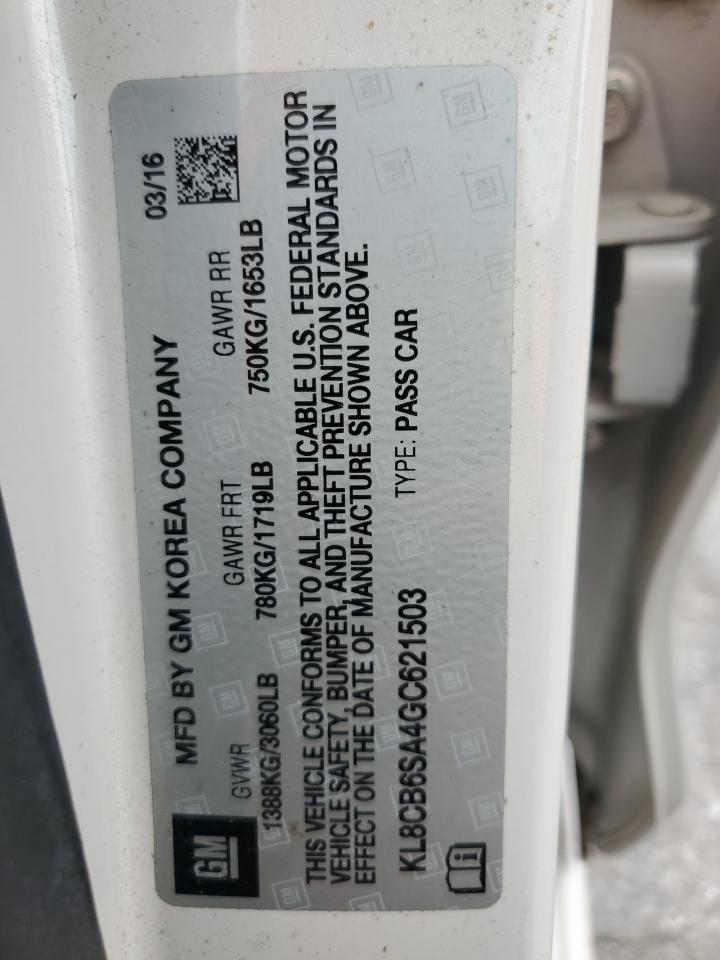 GM
MFD BY GM KOREA COMPANY 03/16
GVWR GAWR FRT GAWR RR
1388KG/3060LB 780KG/1719LB 750KG/1653LB
THIS VEHICLE CONFORMS TO ALL APPLICABLE U.S. FEDERAL MOTOR
VEHICLE SAFETY, BUMPER, AND THEFT PREVENTION STANDARDS IN
EFFECT ON THE DATE OF MANUFACTURE SHOWN ABOVE.
KL8CB6SA4GC621503 TYPE: PASS CAR